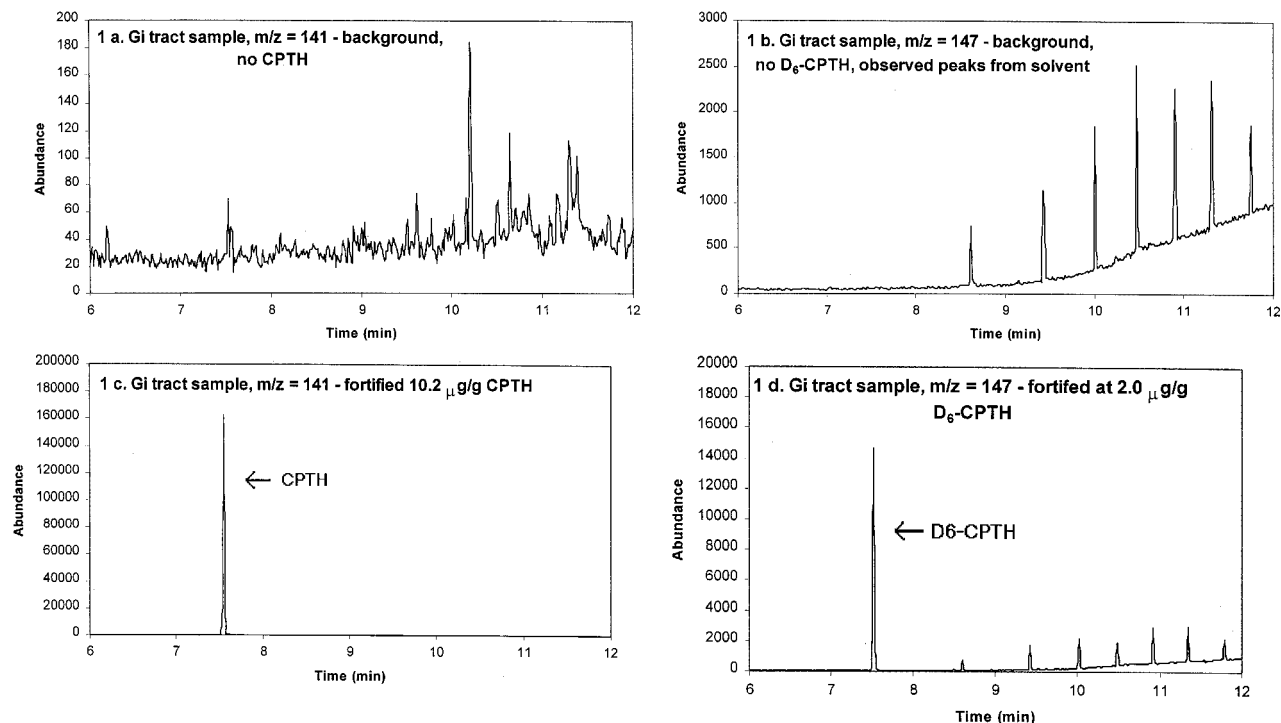 1 a. Gi tract sample, m/z = 141 - background,
no CPTH
Abundance
200
180
160
140
120
100
80
60
40
20
0
6 7 8 9 10 11 12
Time (min)
1 b. Gi tract sample, m/z = 147 - background,
no D₆-CPTH, observed peaks from solvent
Abundance
3000
2500
2000
1500
1000
500
0
6 7 8 9 10 11 12
Time (min)
1 c. Gi tract sample, m/z = 141 - fortified 10.2 μg/g CPTH
Abundance
200000
180000
160000
140000
120000
100000
80000
60000
40000
20000
0
← CPTH
6 7 8 9 10 11 12
Time (min)
1 d. Gi tract sample, m/z = 147 - fortifed at 2.0 μg/g
D₆-CPTH
Abundance
20000
18000
16000
14000
12000
10000
8000
6000
4000
2000
0
← D6-CPTH
6 7 8 9 10 11 12
Time (min)